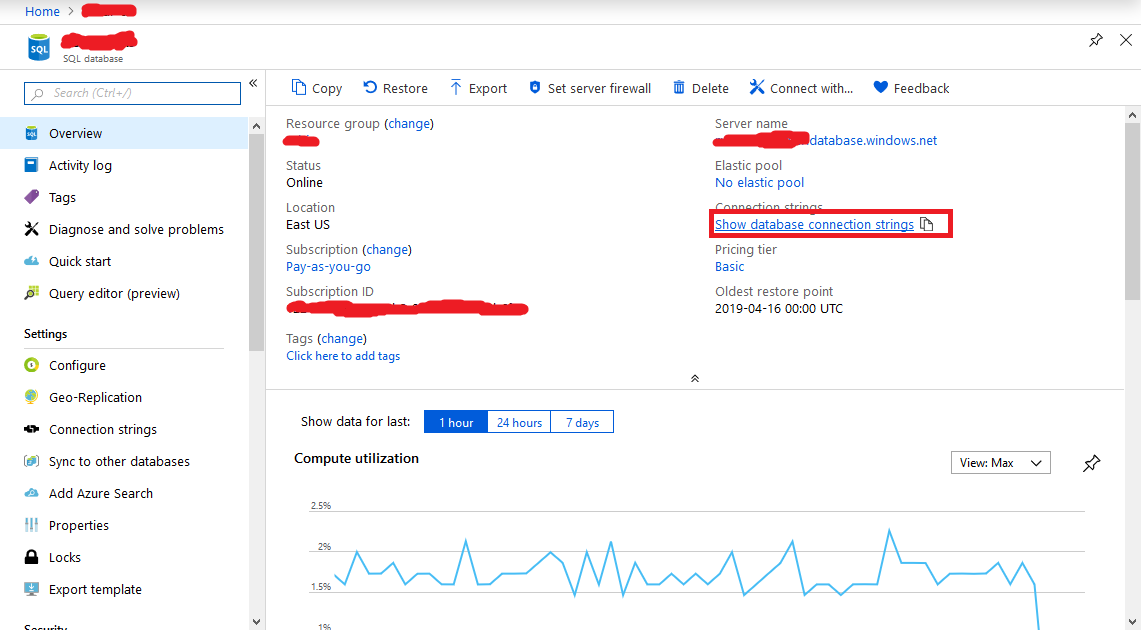 Home >
SQL
SQL database
Search (Ctrl+/)
«
Copy
Restore
Export
Set server firewall
Delete
Connect with...
Feedback
SQL Overview
Activity log
Tags
Diagnose and solve problems
Quick start
Query editor (preview)
Settings
Configure
Geo-Replication
Connection strings
Sync to other databases
Add Azure Search
Properties
Locks
Export template
Security
Resource group (change)
Status
Online
Location
East US
Subscription (change)
Pay-as-you-go
Subscription ID
Tags (change)
Click here to add tags
Server name
database.windows.net
Elastic pool
No elastic pool
Connection strings
Show database connection strings
Pricing tier
Basic
Oldest restore point
2019-04-16 00:00 UTC
Show data for last:
1 hour
24 hours
7 days
Compute utilization
View: Max
2.5%
2%
1.5%
1%